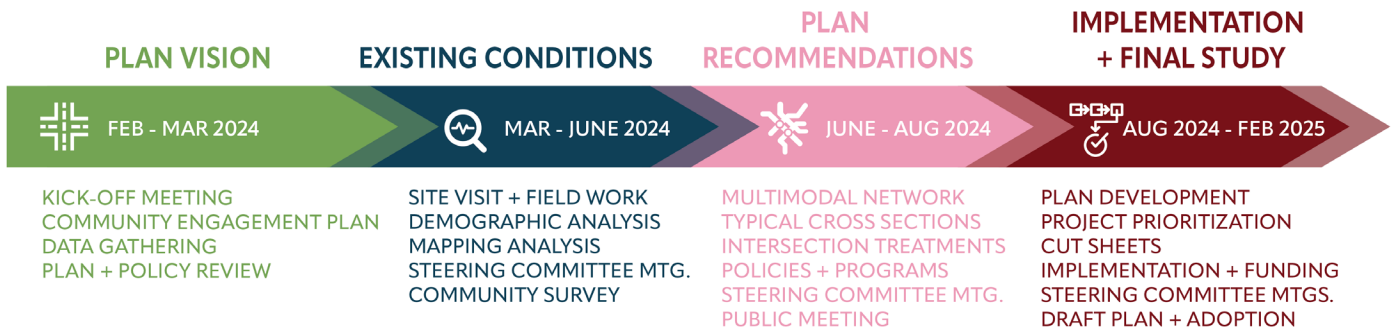 PLAN VISION
FEB - MAR 2024
KICK-OFF MEETING
COMMUNITY ENGAGEMENT PLAN
DATA GATHERING
PLAN + POLICY REVIEW
EXISTING CONDITIONS
MAR - JUNE 2024
SITE VISIT + FIELD WORK
DEMOGRAPHIC ANALYSIS
MAPPING ANALYSIS
STEERING COMMITTEE MTG.
COMMUNITY SURVEY
PLAN
RECOMMENDATIONS
JUNE - AUG 2024
MULTIMODAL NETWORK
TYPICAL CROSS SECTIONS
INTERSECTION TREATMENTS
POLICIES + PROGRAMS
STEERING COMMITTEE MTG.
PUBLIC MEETING
IMPLEMENTATION
+ FINAL STUDY
AUG 2024 - FEB 2025
PLAN DEVELOPMENT
PROJECT PRIORITIZATION
CUT SHEETS
IMPLEMENTATION + FUNDING
STEERING COMMITTEE MTGS.
DRAFT PLAN + ADOPTION